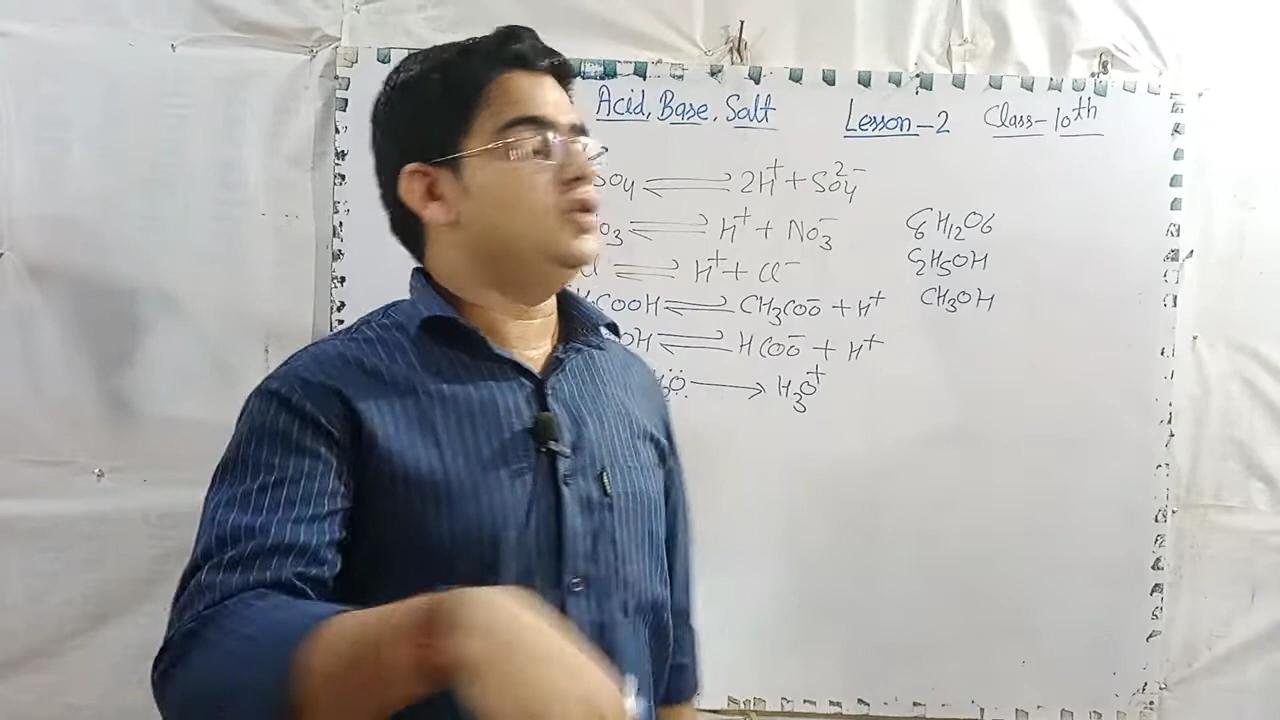 Acid, Base, Salt Lesson-2 Class-10th
SO4 ⇌ 2H+ + SO4 2-
O3 ⇌ H+ + NO3-
Cl ⇌ H+ + Cl-
COOH ⇌ CH3COO- + H+
OH ⇌ HCOO- + H+
O → H3O+
C6H12O6
C2H5OH
CH3OH